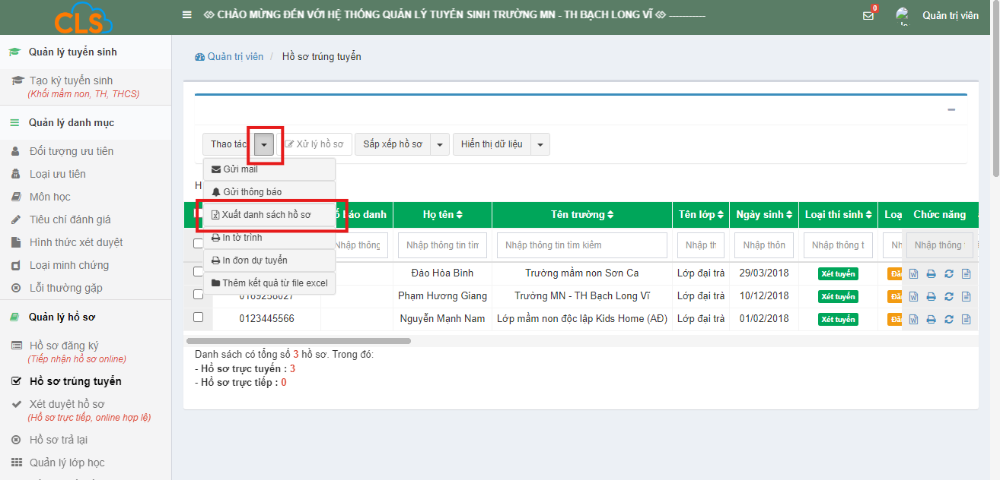 CLS
CHÀO MỪNG ĐẾN VỚI HỆ THỐNG QUẢN LÝ TUYỂN SINH TRƯỜNG MN - TH BẠCH LONG VĨ
0
Quản trị viên
Quản lý tuyển sinh
Tạo kỳ tuyển sinh
(Khối mầm non, TH, THCS)
Quản lý danh mục
Đối tượng ưu tiên
Loại ưu tiên
Môn học
Tiêu chí đánh giá
Hình thức xét duyệt
Loại minh chứng
Lỗi thường gặp
Quản lý hồ sơ
Hồ sơ đăng ký
(Tiếp nhận hồ sơ online)
Hồ sơ trúng tuyển
Xét duyệt hồ sơ
(Hồ sơ trực tiếp, online hợp lệ)
Hồ sơ trả lại
Quản lý lớp học
Quản trị viên / Hồ sơ trúng tuyển
Thao tác Xử lý hồ sơ Sắp xếp hồ sơ Hiển thị dữ liệu
Gửi mail
Gửi thông báo
Xuất danh sách hồ sơ
In tờ trình
In đơn dự tuyển
Thêm kết quả từ file excel
báo danh Họ tên Tên trường Tên lớp Ngày sinh Loại thí sinh Loạ Chức năng
Nhập thông Nhập thông tin tìm Nhập thông tin tìm kiếm Nhập th Nhập thôn Nhập thông t Nh Nhập thông
Đào Hòa Bình Trường mầm non Sơn Ca Lớp đại trà 29/03/2018 Xét tuyển
Phạm Hương Giang Trường MN - TH Bạch Long Vĩ Lớp đại trà 10/12/2018 Xét tuyển
0123445566 Nguyễn Mạnh Nam Lớp mầm non độc lập Kids Home (AĐ) Lớp đại trà 01/02/2018 Xét tuyển
Danh sách có tổng số 3 hồ sơ. Trong đó:
- Hồ sơ trực tuyến : 3
- Hồ sơ trực tiếp : 0